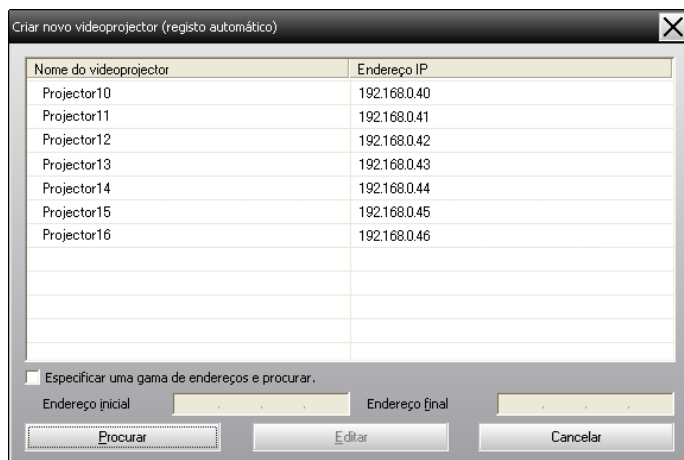 Criar novo videoprojector (registo automático)
Nome do videoprojector Endereço IP
Projector10 192.168.0.40
Projector11 192.168.0.41
Projector12 192.168.0.42
Projector13 192.168.0.43
Projector14 192.168.0.44
Projector15 192.168.0.45
Projector16 192.168.0.46
Especificar uma gama de endereços e procurar.
Endereço inicial . . . Endereço final . . .
Procurar Editar Cancelar